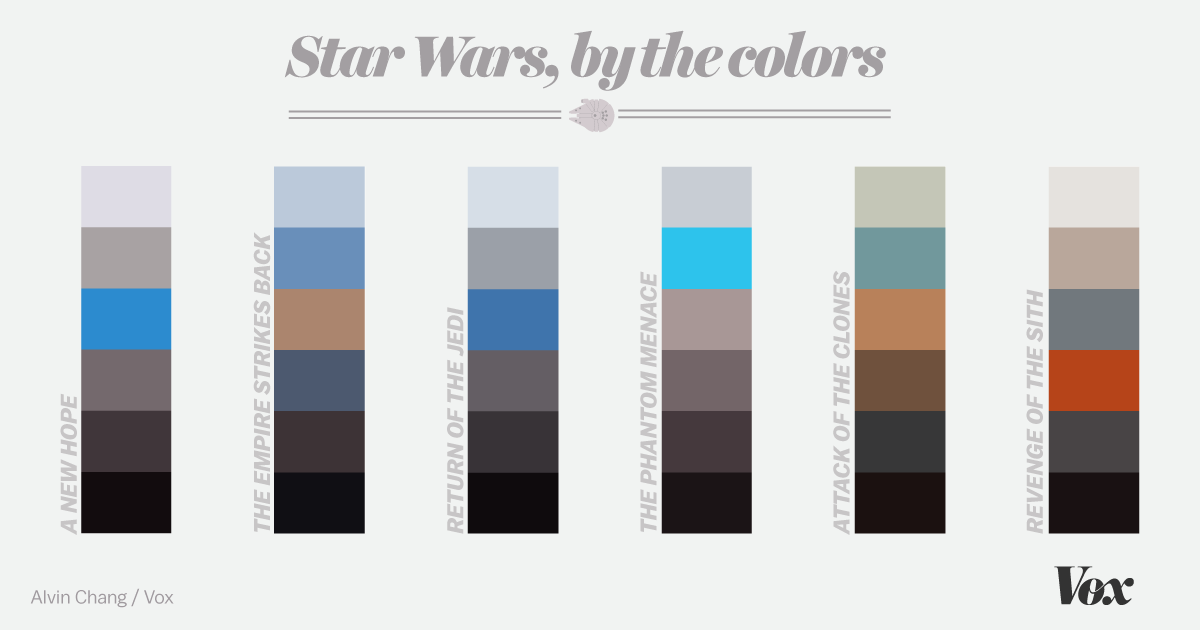 Star Wars, by the colors
A NEW HOPE
THE EMPIRE STRIKES BACK
RETURN OF THE JEDI
THE PHANTOM MENACE
ATTACK OF THE CLONES
REVENGE OF THE SITH
Alvin Chang / Vox
Vox